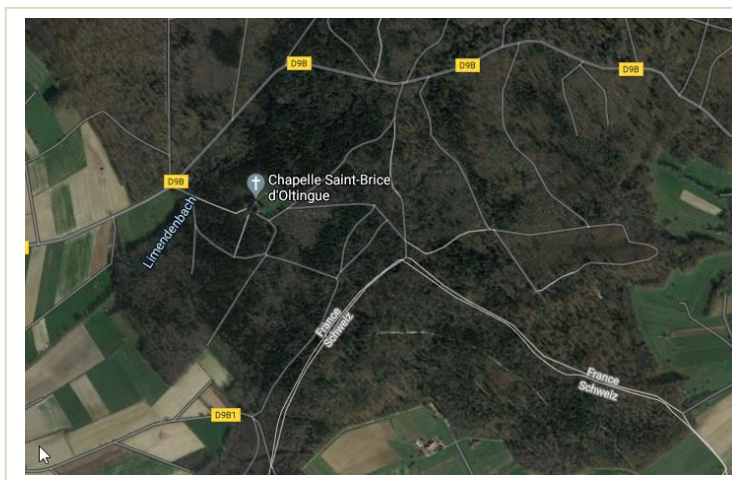 D9B
D9B
D9B
D9B
Chapelle Saint-Brice
d'Oltingue
Limendenbach
France
Schweiz
France
Schweiz
D9B1